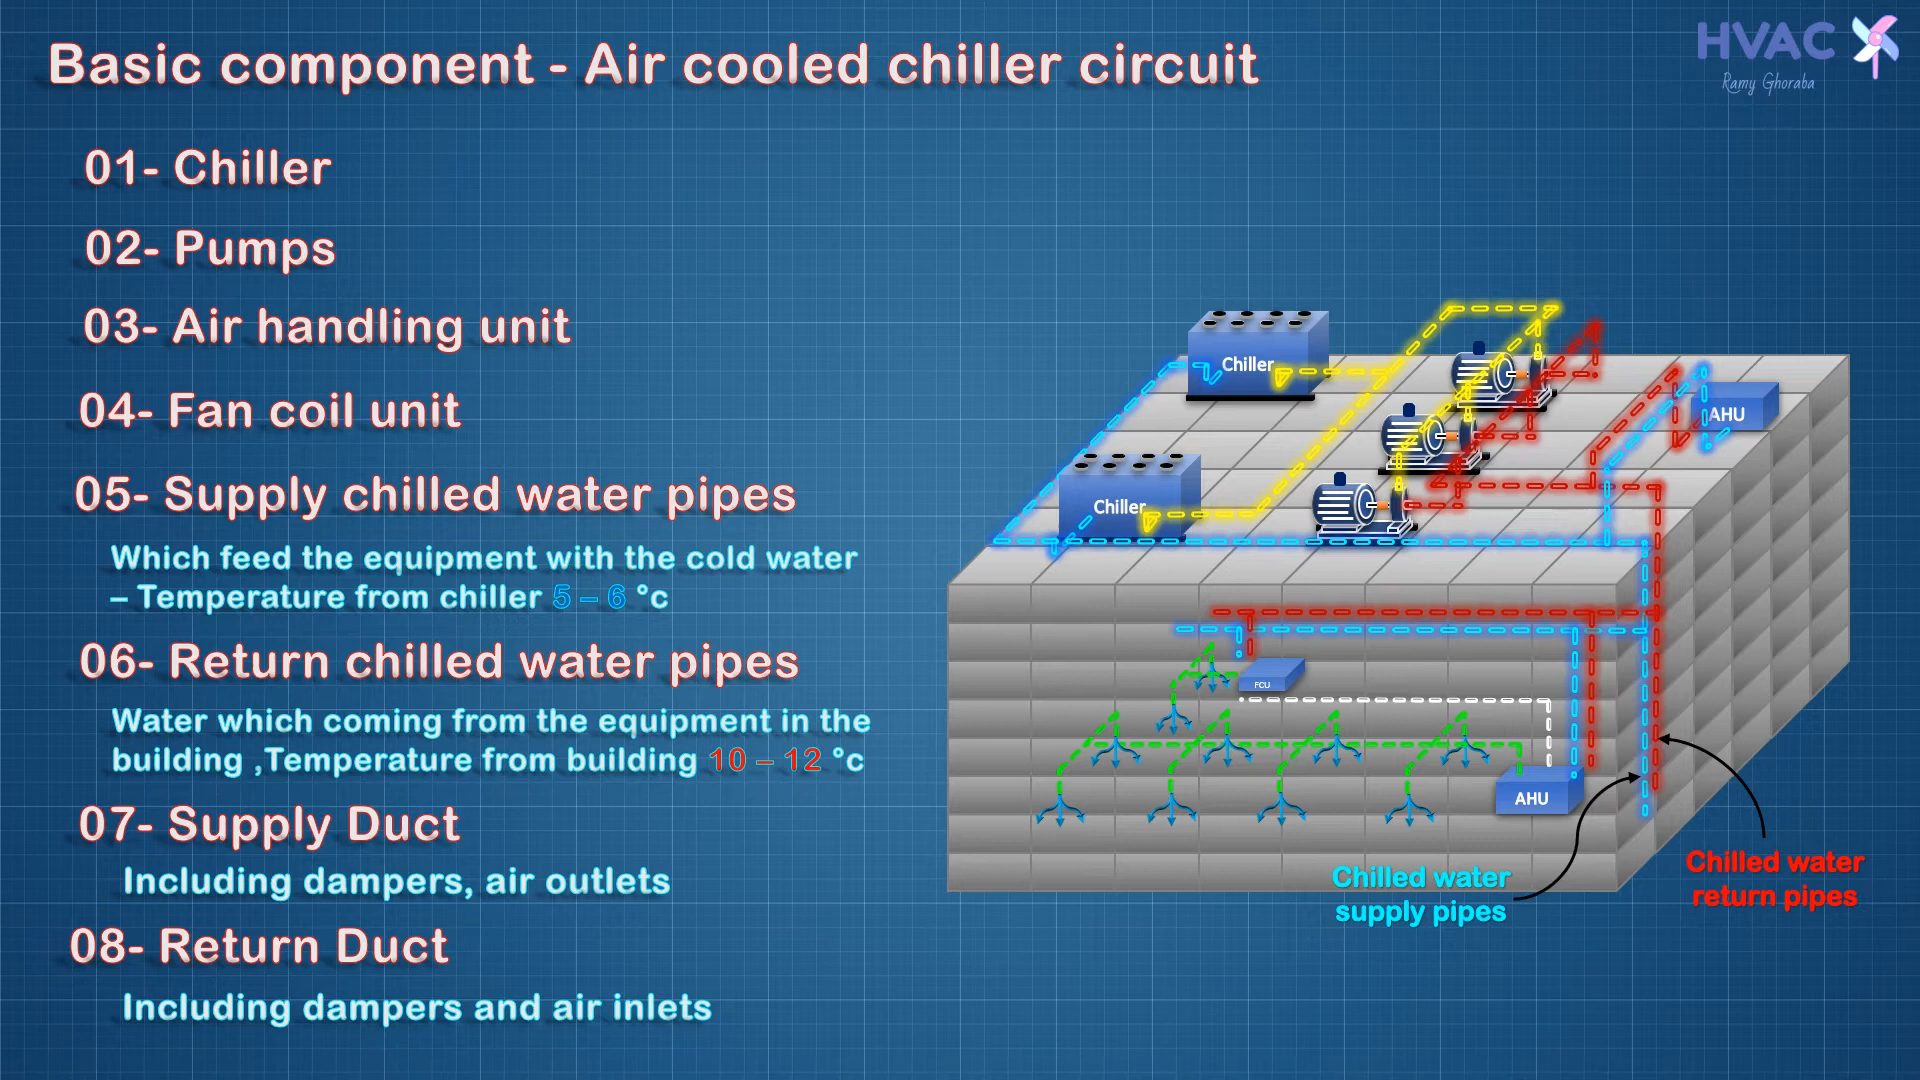 Basic component - Air cooled chiller circuit
HVAC
Ramy Ghoraba
01- Chiller
02- Pumps
03- Air handling unit
04- Fan coil unit
05- Supply chilled water pipes
Which feed the equipment with the cold water
– Temperature from chiller 5 – 6 °c
06- Return chilled water pipes
Water which coming from the equipment in the
building ,Temperature from building 10 – 12 °c
07- Supply Duct
Including dampers, air outlets
08- Return Duct
Including dampers and air inlets
Chiller
AHU
Chiller
FCU
AHU
Chilled water
supply pipes
Chilled water
return pipes